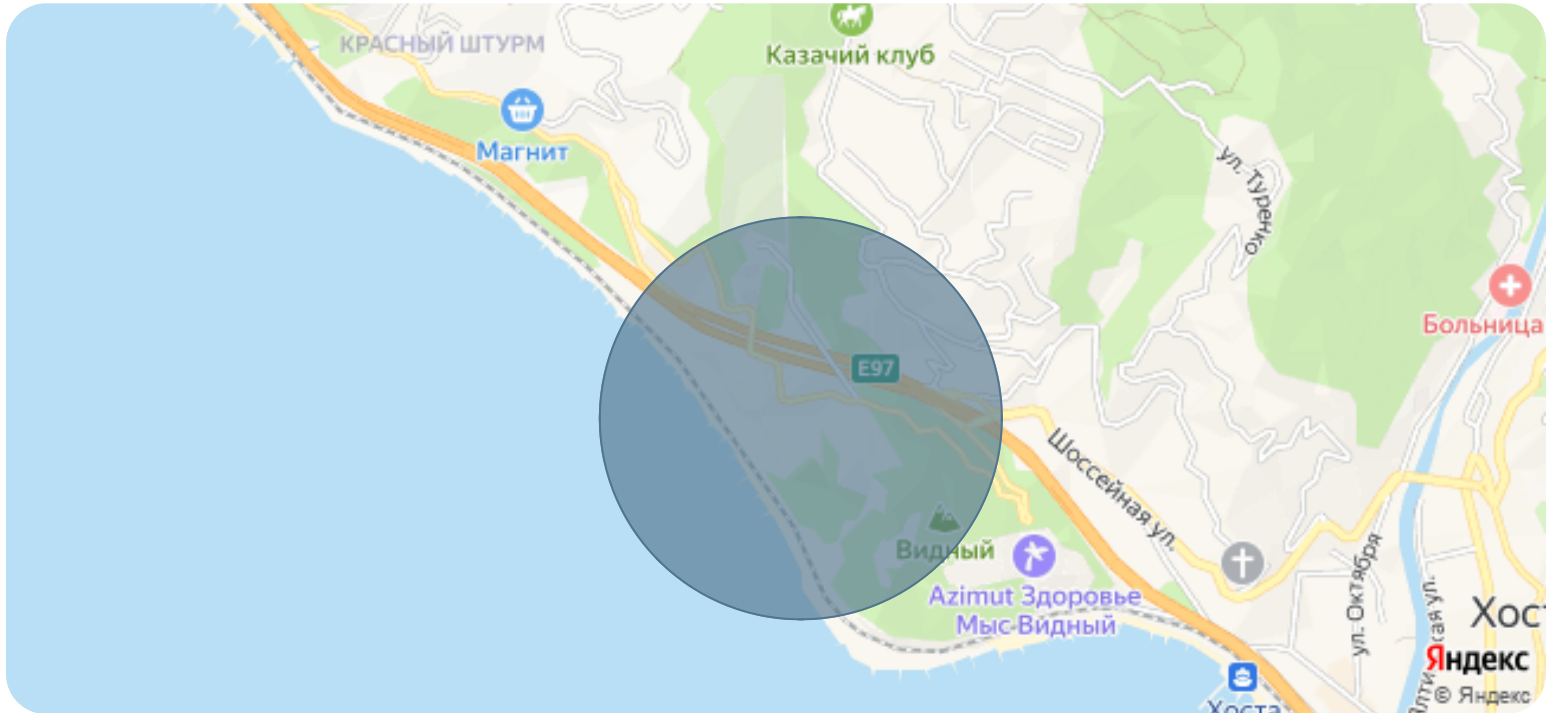 КРАСНЫЙ ШТУРМ
Казачий клуб
Магнит
ул. Туренко
Больница
E97
Шоссейная ул.
Видный
Azimut Здоровье
Мыс Видный
ул. Октября
Хост
Яндекс
© Яндекс
Хоста